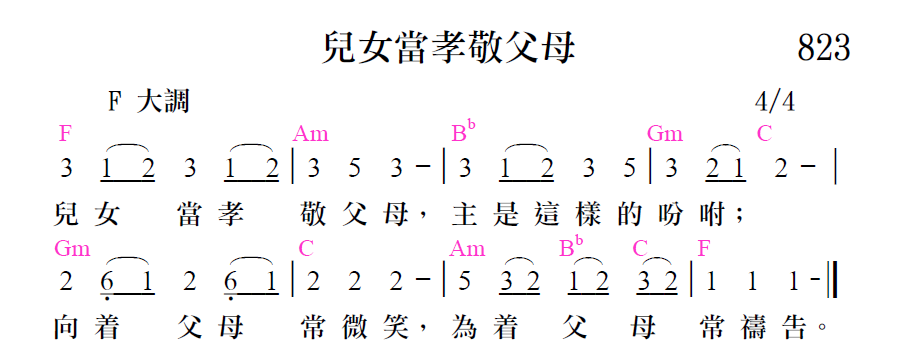 兒女當孝敬父母 823
F 大調 4/4
F Am B♭ Gm C
3 1 2 3 1 2 | 3 5 3 － | 3 1 2 3 5 | 3 2 1 2 － |
兒女 當孝 敬父母，主是這樣的吩咐；
Gm C Am B♭ C F
2 6̣ 1 2 6̣ 1 | 2 2 2 － | 5 3 2 1 2 3 2 | 1 1 1 - ‖
向着 父母 常微笑，為着 父 母 常禱告。